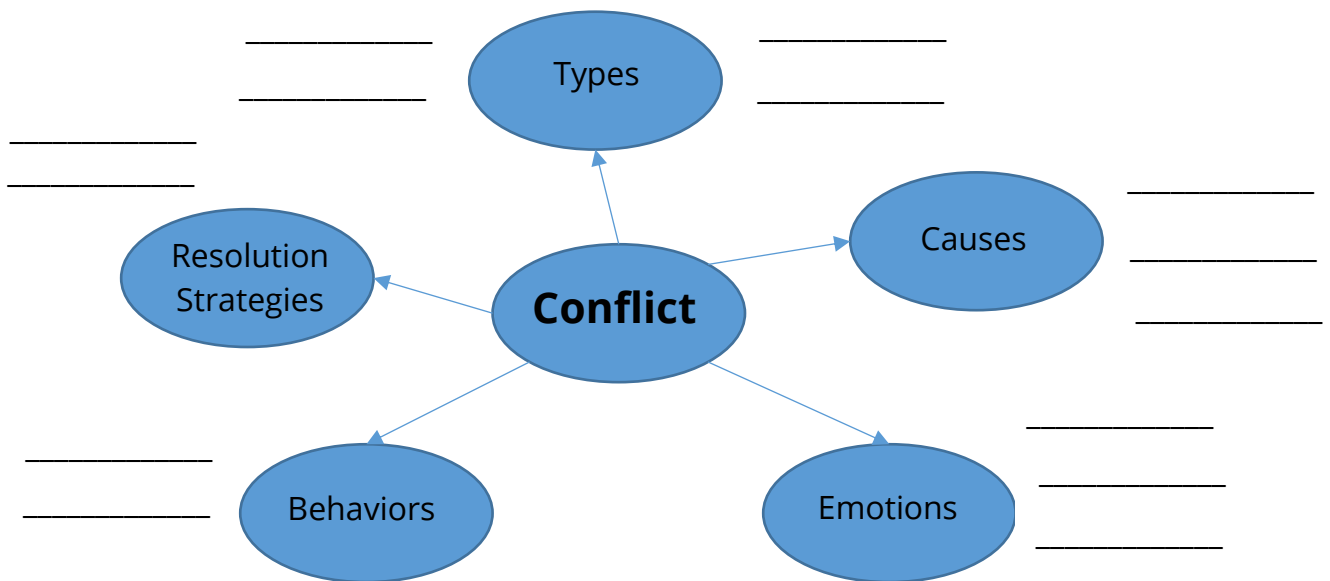 Types
Causes
Resolution
Strategies
Conflict
Behaviors
Emotions